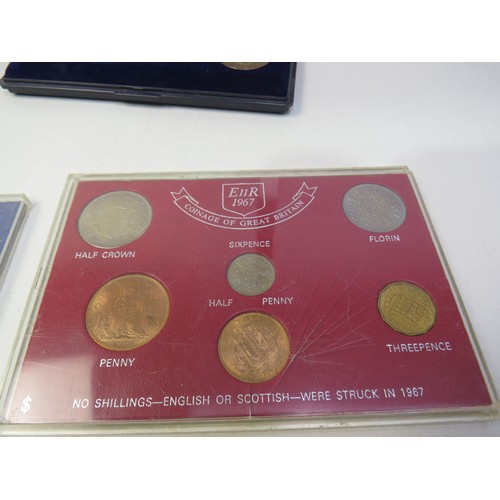 EIIR
1967
COINAGE OF GREAT BRITAIN
SIXPENCE
HALF CROWN
FLORIN
HALF PENNY
PENNY
THREEPENCE
NO SHILLINGS—ENGLISH OR SCOTTISH—WERE STRUCK IN 1967
$